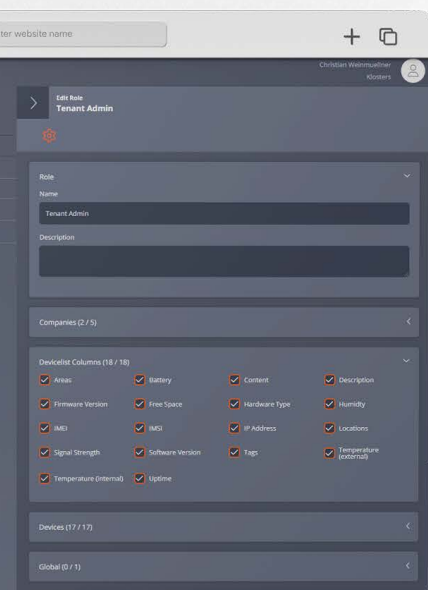 ter website name
Christian Weinmuellner
Klosters
Edit Role
Tenant Admin
Role
Name
Tenant Admin
Description
Companies (2 / 5)
Devicelist Columns (18 / 18)
Areas Battery Content Description
Firmware Version Free Space Hardware Type Humidty
IMEI IMSI IP Address Locations
Signal Strength Software Version Tags Temperature
(external)
Temperature (internal) Uptime
Devices (17 / 17)
Global (0 / 1)